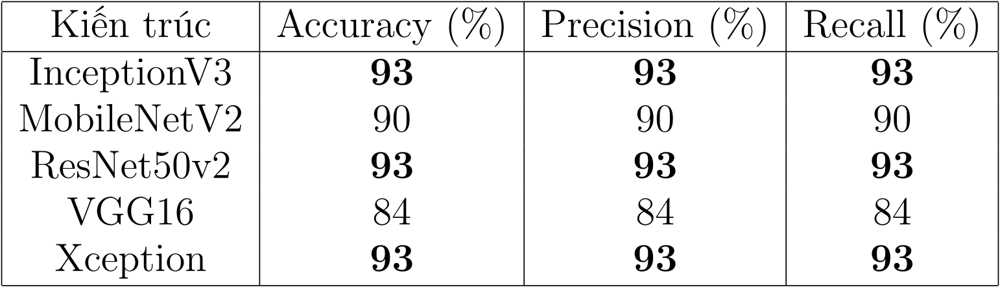 Kiến trúc Accuracy (%) Precision (%) Recall (%)
InceptionV3 93 93 93
MobileNetV2 90 90 90
ResNet50v2 93 93 93
VGG16 84 84 84
Xception 93 93 93